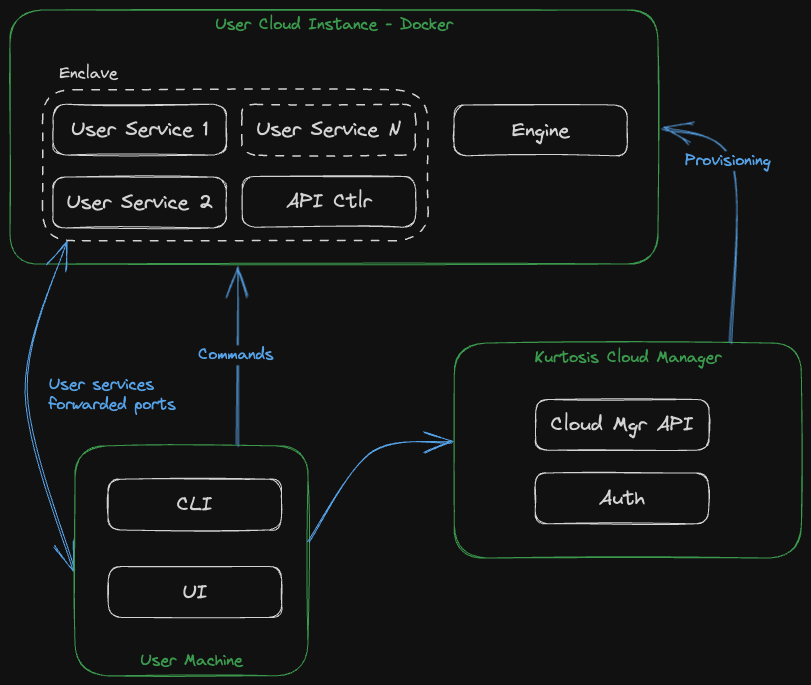 User Cloud Instance - Docker
Enclave
User Service 1
User Service N
Engine
User Service 2
API Ctlr
Provisioning
Commands
Kurtosis Cloud Manager
User services
forwarded ports
Cloud Mgr API
CLI
Auth
UI
User Machine